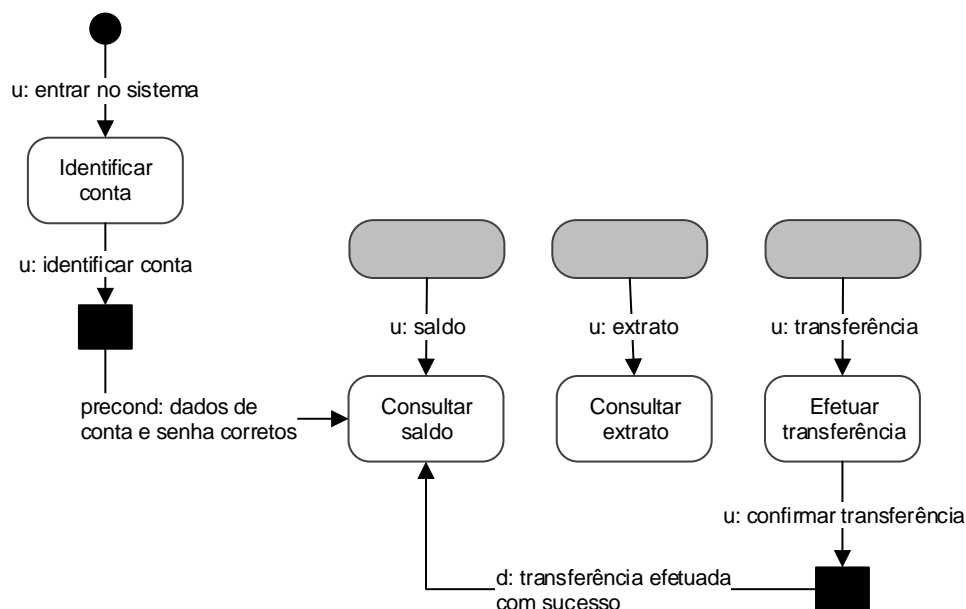 u: entrar no sistema
Identificar
conta
u: identificar conta
u: saldo
u: extrato
u: transferência
precond: dados de
conta e senha corretos
Consultar
saldo
Consultar
extrato
Efetuar
transferência
u: confirmar transferência
d: transferência efetuada
com sucesso